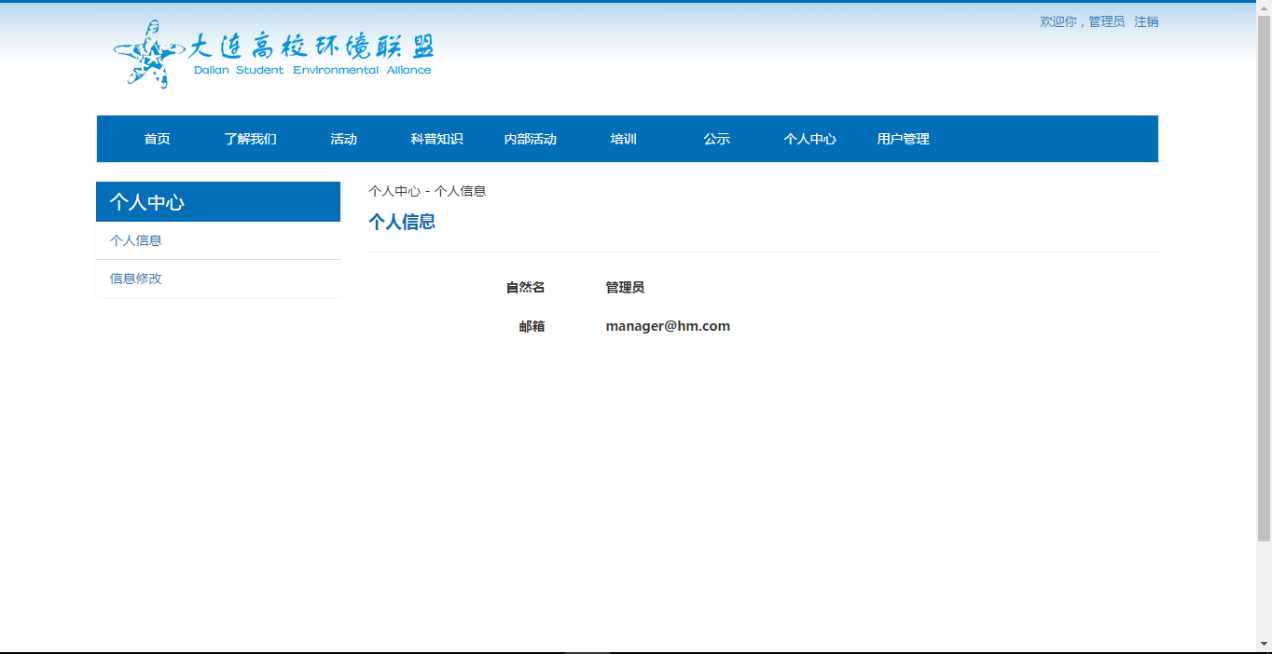 欢迎你，管理员 注销
大连高校环境联盟
Dalian Student Environmental Alliance
首页 了解我们 活动 科普知识 内部活动 培训 公示 个人中心 用户管理
个人中心
个人信息
信息修改
个人中心 - 个人信息
个人信息
自然名 管理员
邮箱 manager@hm.com